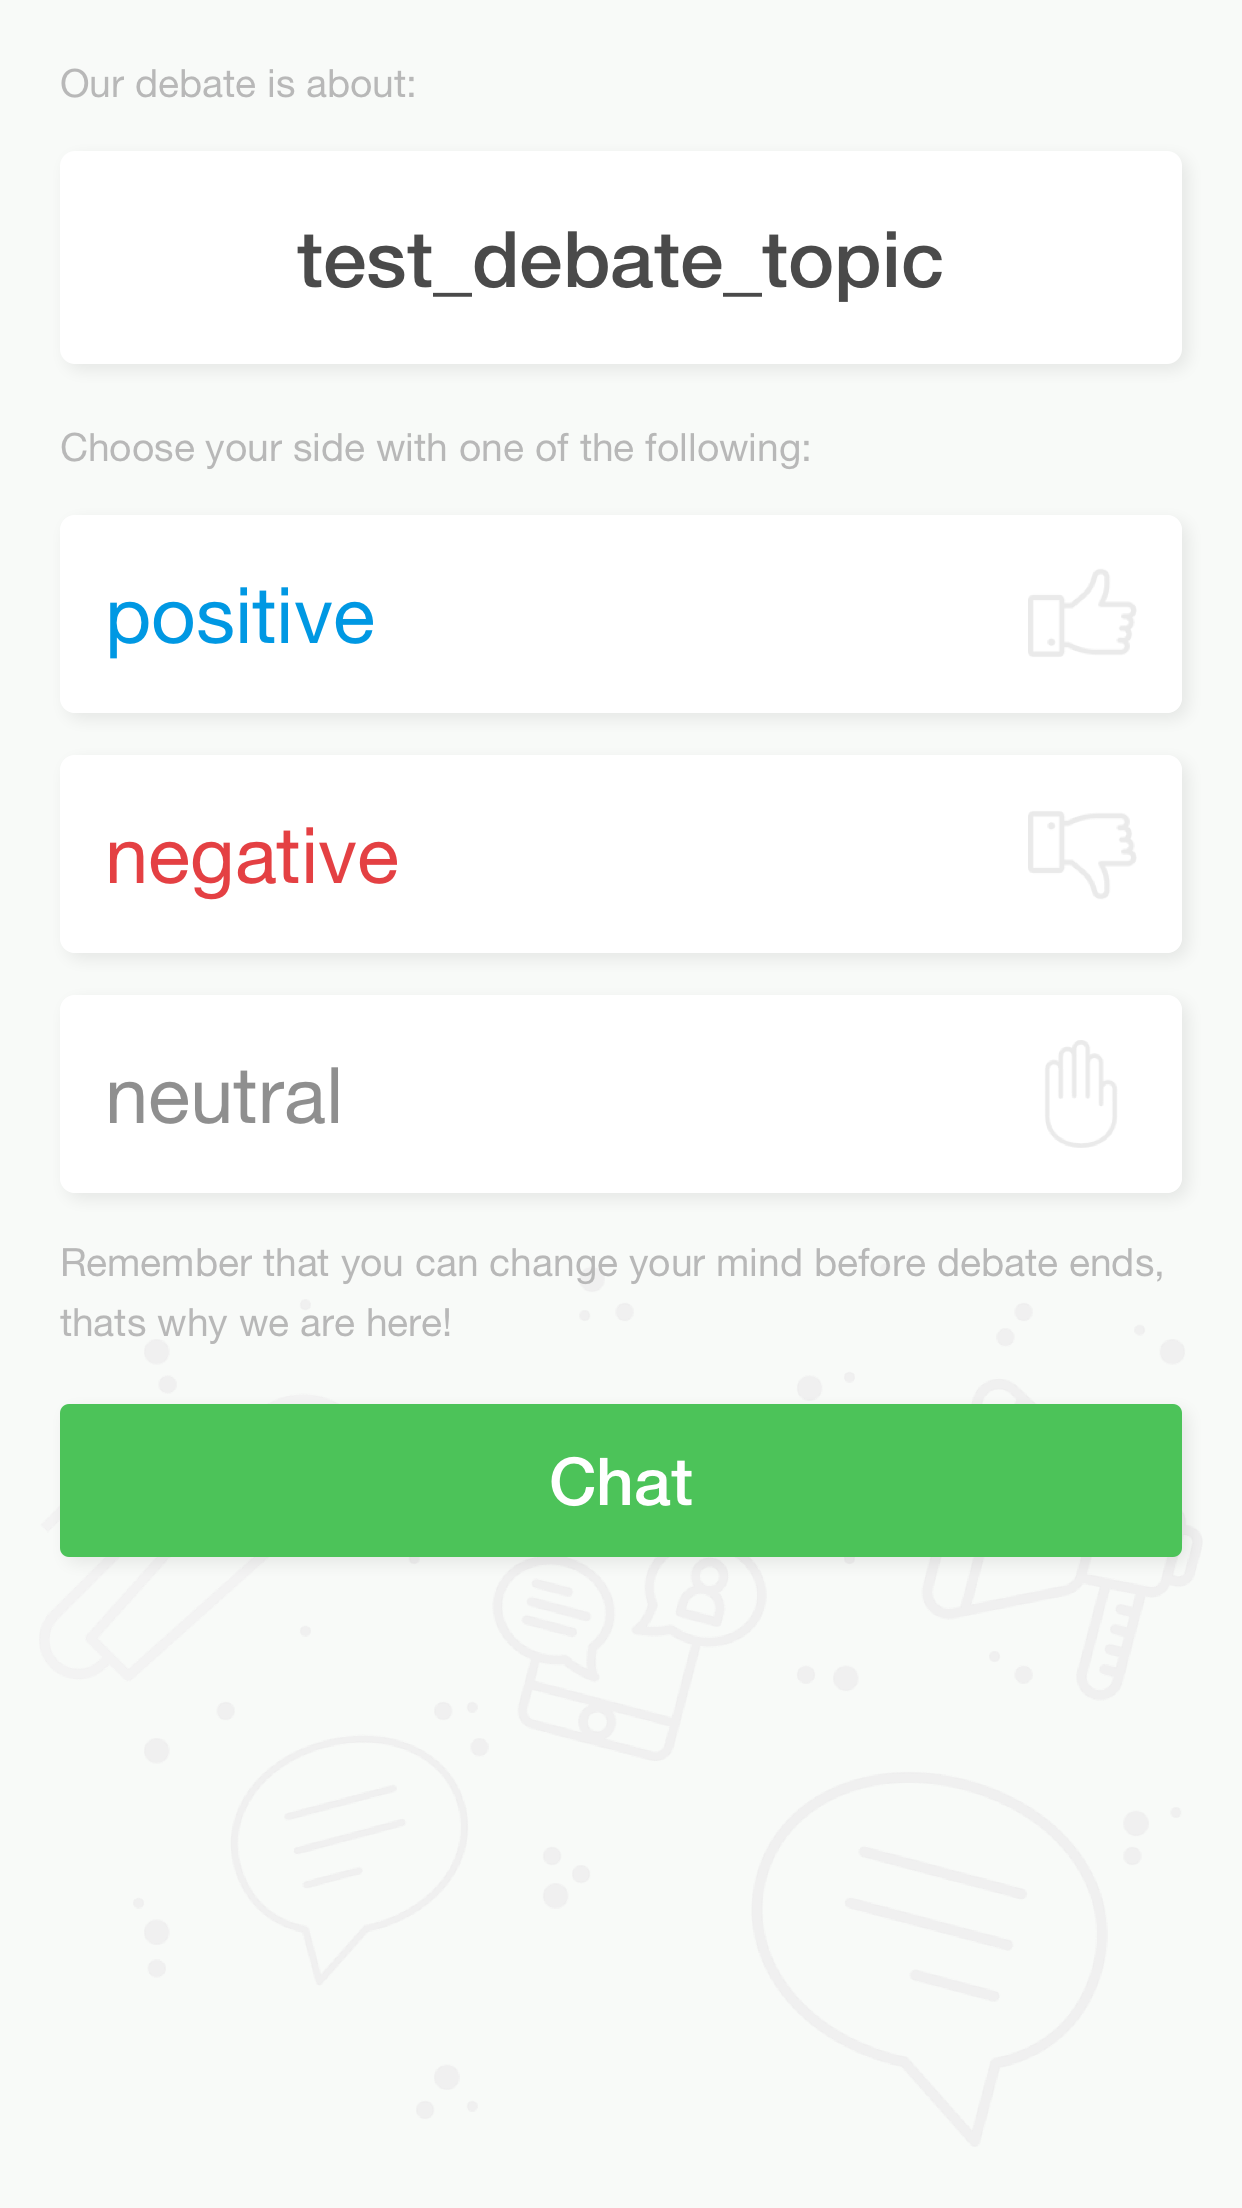 Our debate is about:
test_debate_topic
Choose your side with one of the following:
positive
negative
neutral
Remember that you can change your mind before debate ends,
thats why we are here!
Chat